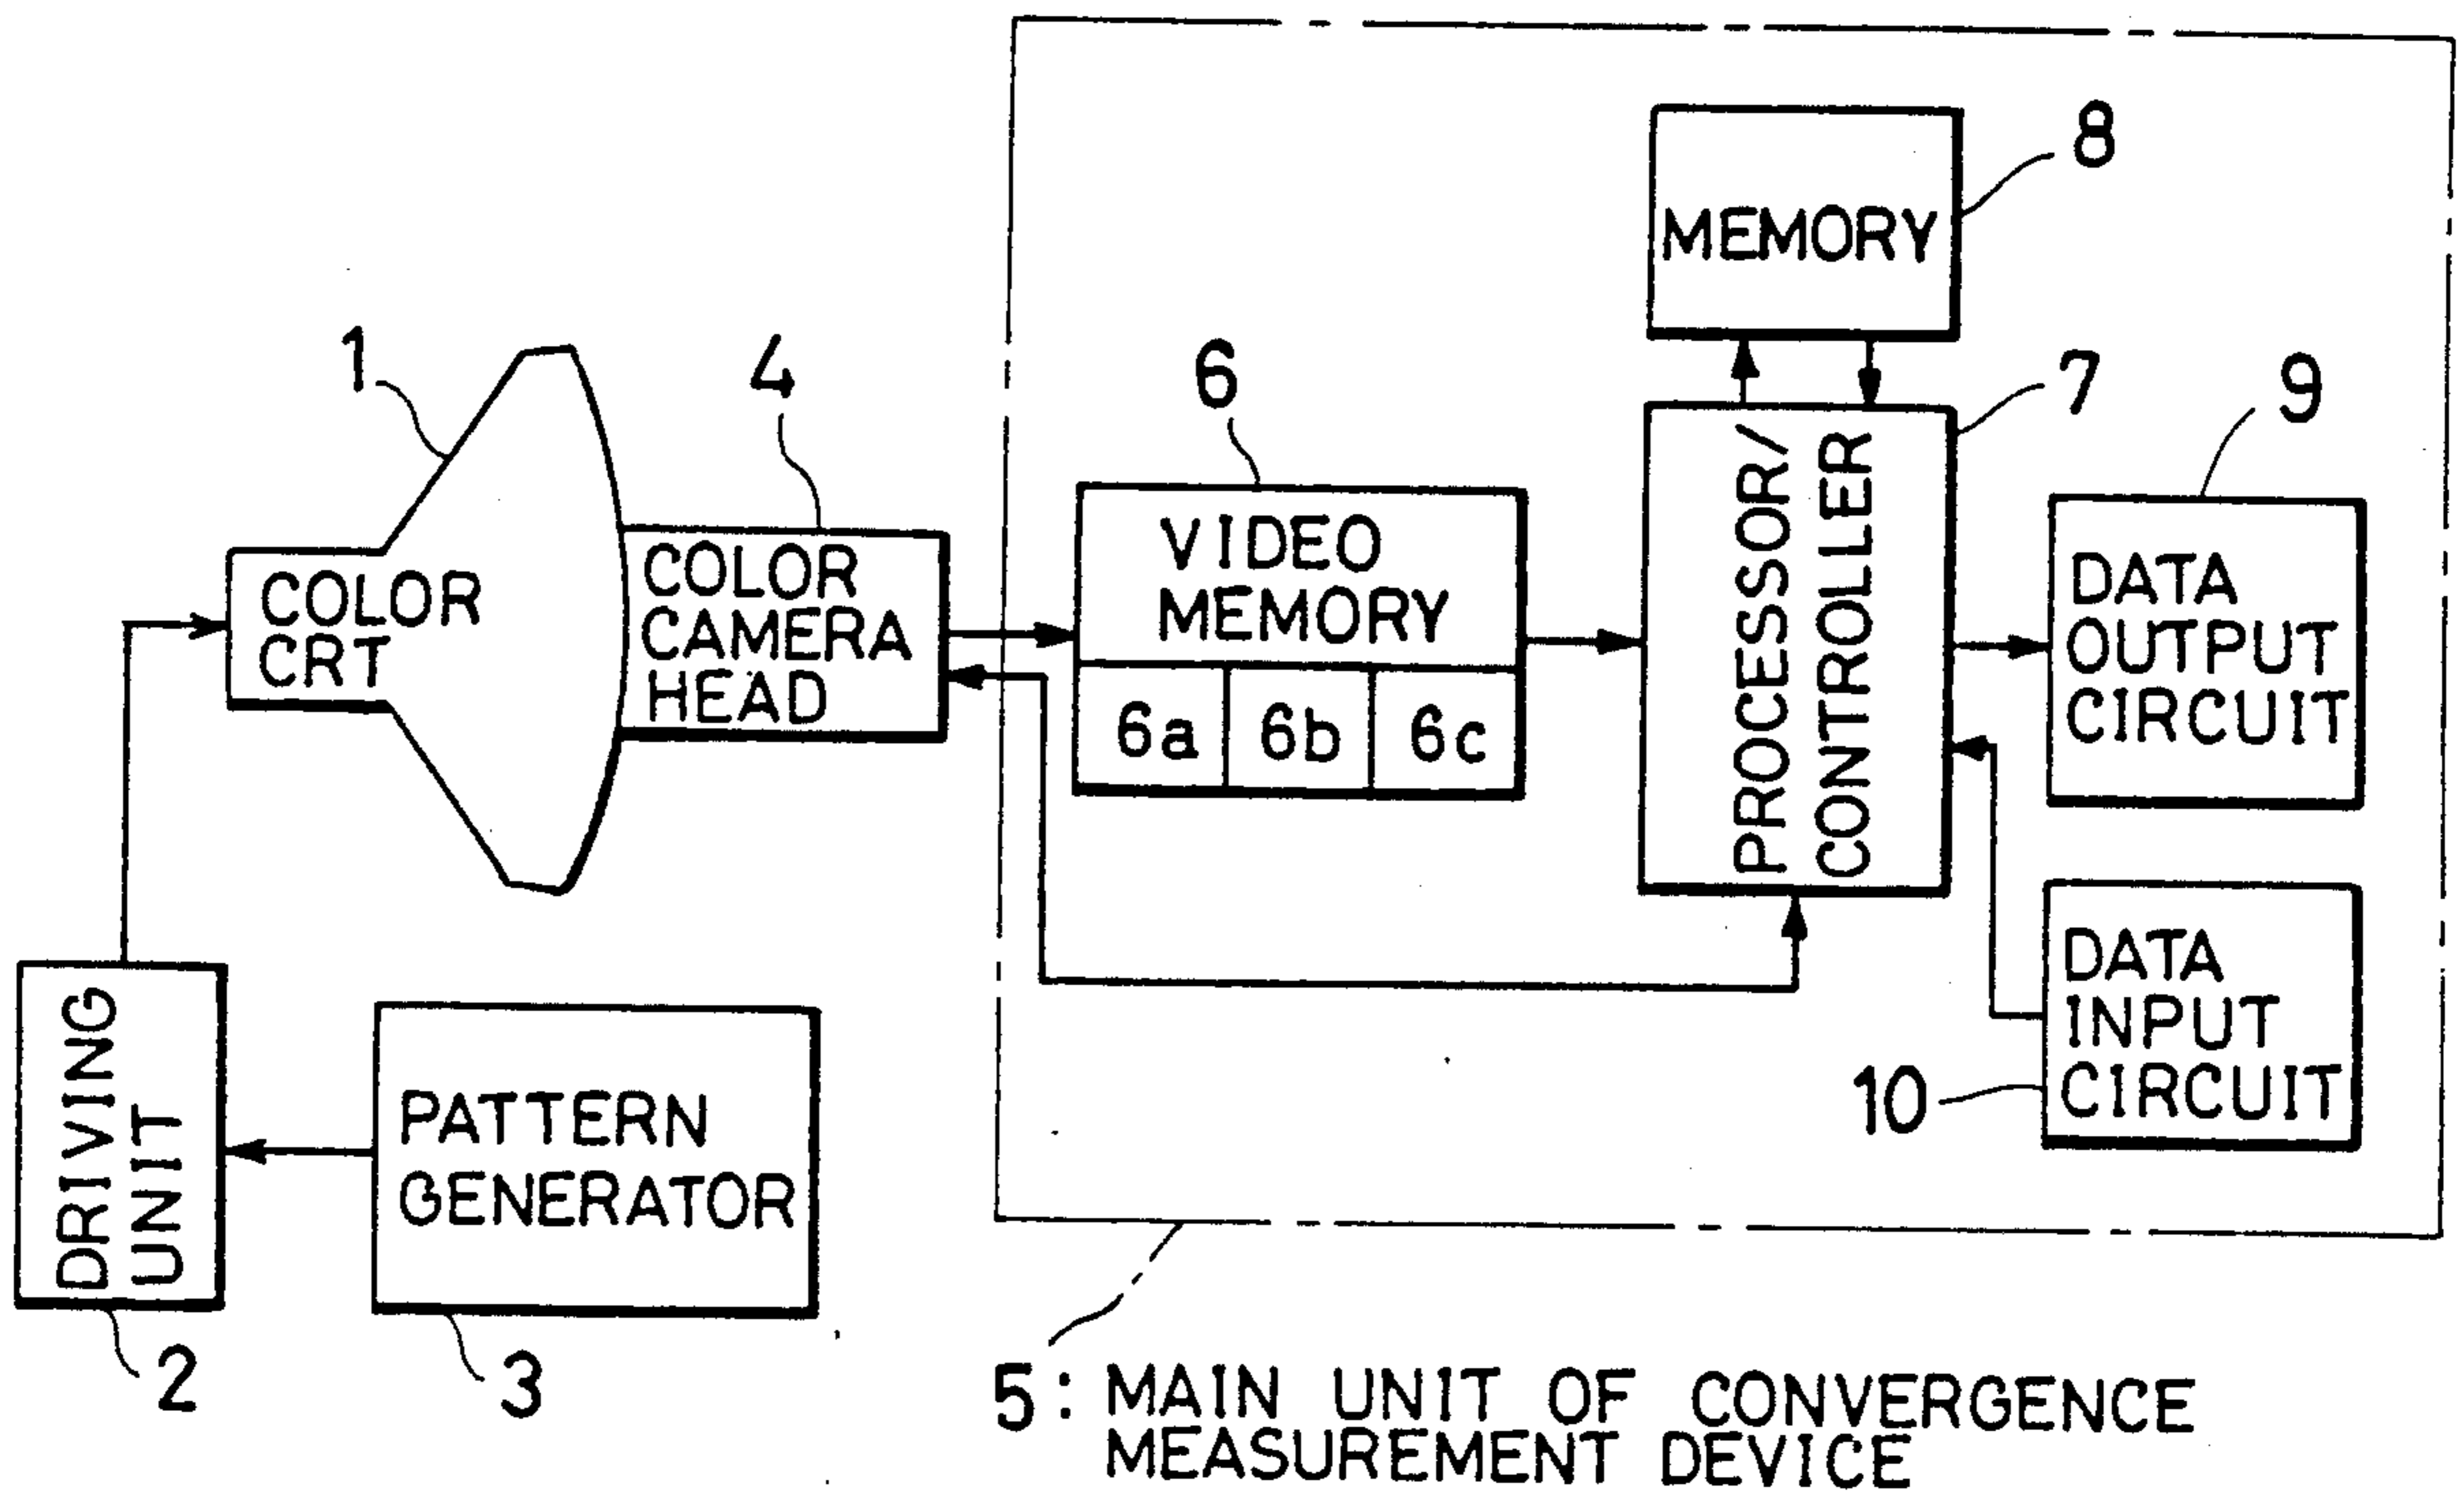 8
MEMORY
1
4
6
7
9
VIDEO
MEMORY
6a 6b 6c
PROCESSOR/
CONTROLLER
DATA
OUTPUT
CIRCUIT
COLOR
CRT
COLOR
CAMERA
HEAD
DRIVING
UNIT
PATTERN
GENERATOR
DATA
INPUT
CIRCUIT
10
2
3
5: MAIN UNIT OF CONVERGENCE
MEASUREMENT DEVICE